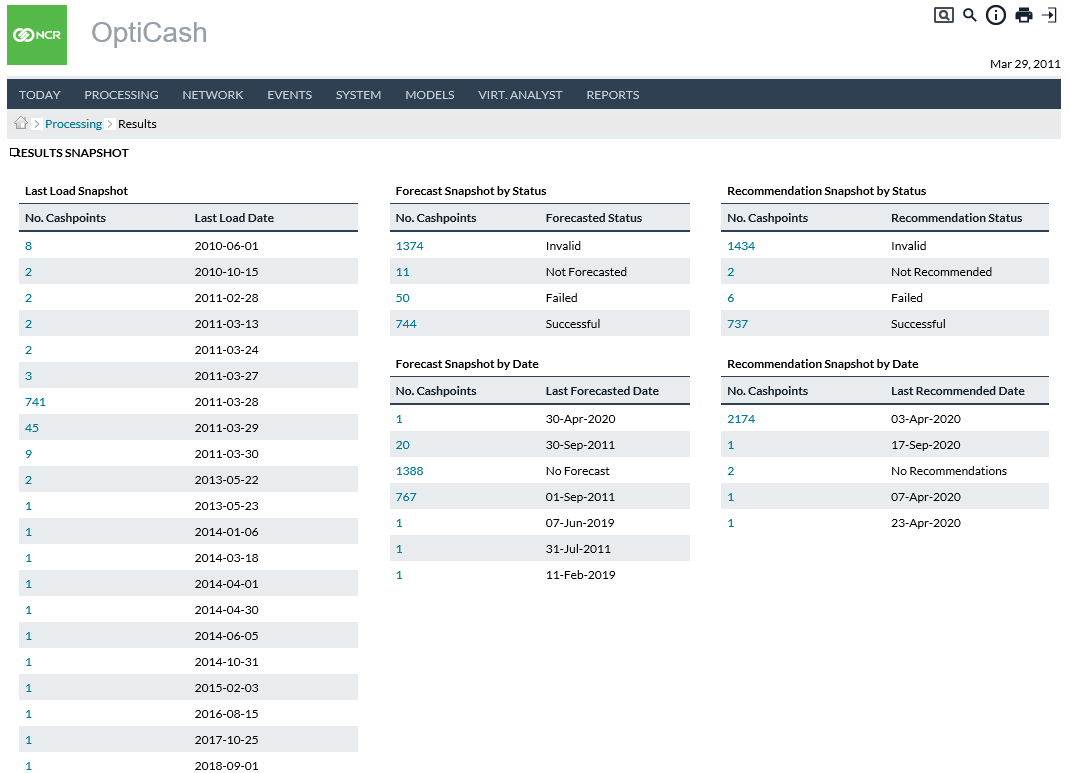 NCR
OptiCash
Mar 29, 2011
TODAY PROCESSING NETWORK EVENTS SYSTEM MODELS VIRT. ANALYST REPORTS
> Processing > Results
ESULTS SNAPSHOT
Last Load Snapshot
No. Cashpoints Last Load Date
8 2010-06-01
2 2010-10-15
2 2011-02-28
2 2011-03-13
2 2011-03-24
3 2011-03-27
741 2011-03-28
45 2011-03-29
9 2011-03-30
2 2013-05-22
1 2013-05-23
1 2014-01-06
1 2014-03-18
1 2014-04-01
1 2014-04-30
1 2014-06-05
1 2014-10-31
1 2015-02-03
1 2016-08-15
1 2017-10-25
1 2018-09-01
Forecast Snapshot by Status
No. Cashpoints Forecasted Status
1374 Invalid
11 Not Forecasted
50 Failed
744 Successful
Forecast Snapshot by Date
No. Cashpoints Last Forecasted Date
1 30-Apr-2020
20 30-Sep-2011
1388 No Forecast
767 01-Sep-2011
1 07-Jun-2019
1 31-Jul-2011
1 11-Feb-2019
Recommendation Snapshot by Status
No. Cashpoints Recommendation Status
1434 Invalid
2 Not Recommended
6 Failed
737 Successful
Recommendation Snapshot by Date
No. Cashpoints Last Recommended Date
2174 03-Apr-2020
1 17-Sep-2020
2 No Recommendations
1 07-Apr-2020
1 23-Apr-2020